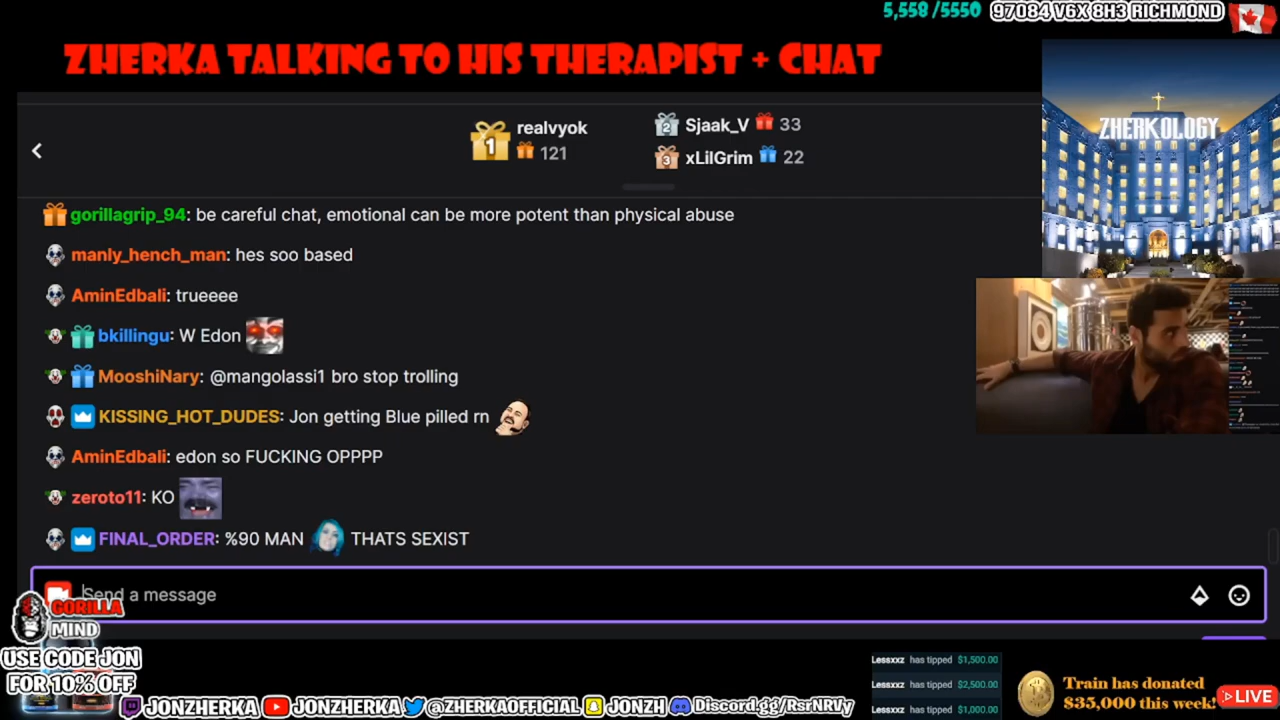 5,558 /5550
97084 V6X 8H3 RICHMOND
ZHERKA TALKING TO HIS THERAPIST + CHAT
ZHERKOLOGY
1
realvyok
121
2
Sjaak_V 33
3
xLilGrim 22
gorillagrip_94: be careful chat, emotional can be more potent than physical abuse
manly_hench_man: hes soo based
AminEdbali: trueeee
bkillingu: W Edon
MooshiNary: @mangolassi1 bro stop trolling
KISSING_HOT_DUDES: Jon getting Blue pilled rn
AminEdbali: edon so FUCKING OPPPP
zeroto11: KO
FINAL_ORDER: %90 MAN THATS SEXIST
Send a message
GORILLA
MIND
USE CODE JON
FOR 10% OFF
JONZHERKA JONZHERKA @ZHERKAOFFICIAL JONZH Discord.gg/RsrNRVy
Lessxxz has tipped $1,500.00
Lessxxz has tipped $2,500.00
Lessxxz has tipped $1,000.00
Train has donated
$35,000 this week!
LIVE